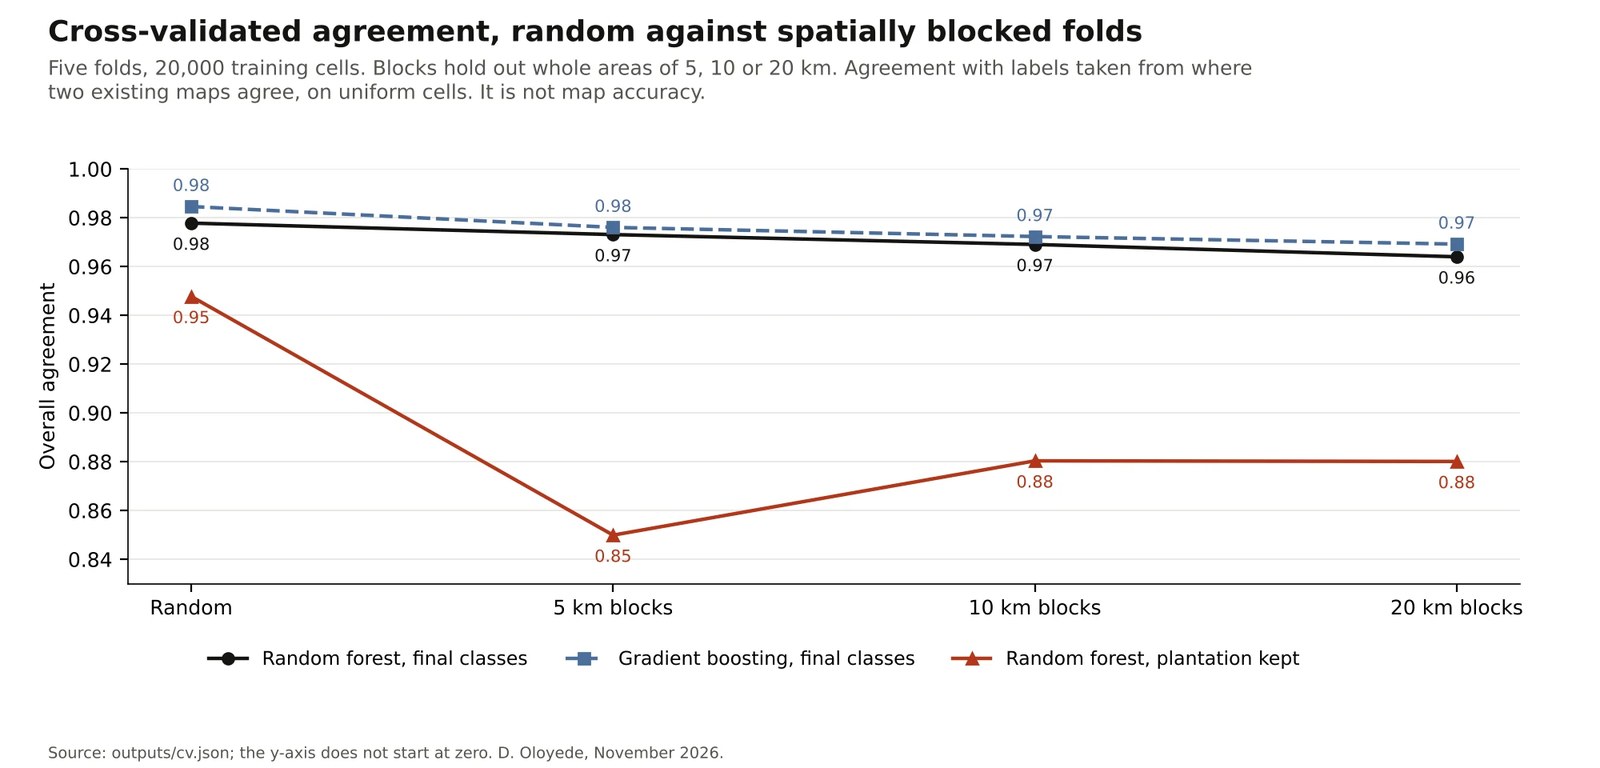 Cross-validated agreement, random against spatially blocked folds
Five folds, 20,000 training cells. Blocks hold out whole areas of 5, 10 or 20 km. Agreement with labels taken from where
two existing maps agree, on uniform cells. It is not map accuracy.
Overall agreement
1.00
0.98
0.96
0.94
0.92
0.90
0.88
0.86
0.84
0.98
0.98
0.97
0.97
0.98
0.97
0.97
0.96
0.95
0.85
0.88
0.88
Random
5 km blocks
10 km blocks
20 km blocks
Random forest, final classes
Gradient boosting, final classes
Random forest, plantation kept
Source: outputs/cv.json; the y-axis does not start at zero. D. Oloyede, November 2026.